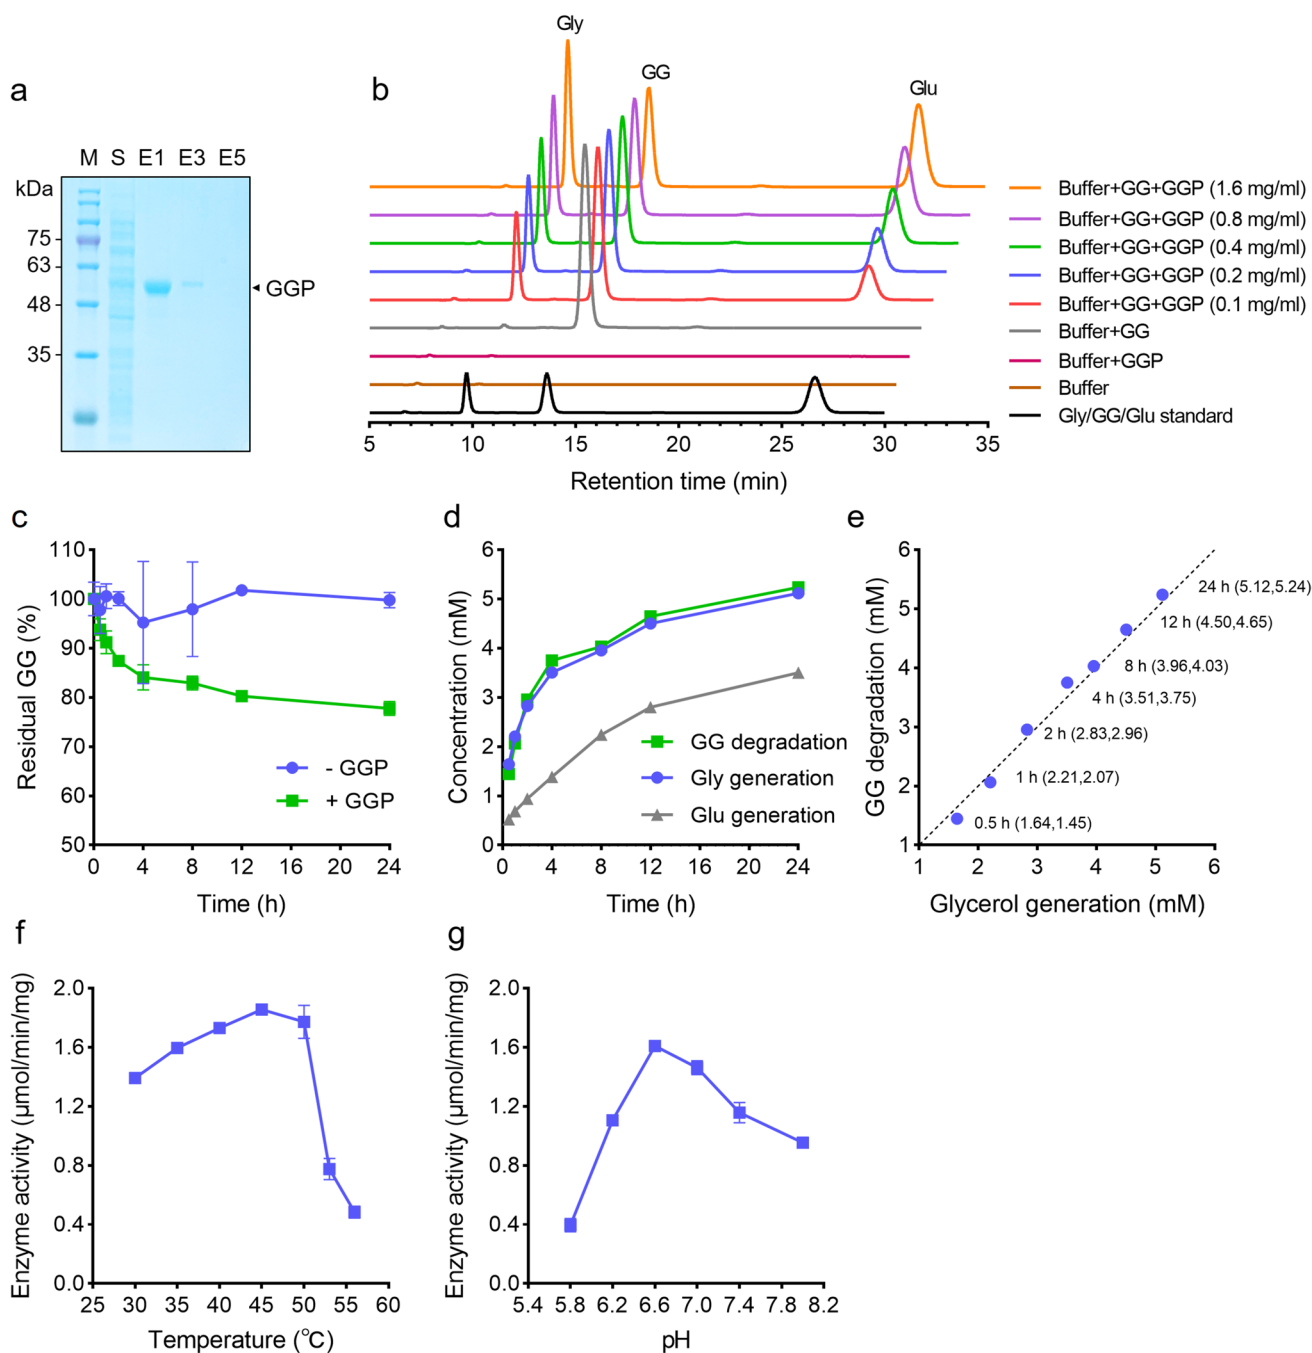 a
M S E1 E3 E5
kDa
75
63
48
35
GGP
b
Gly
GG
Glu
Buffer+GG+GGP (1.6 mg/ml)
Buffer+GG+GGP (0.8 mg/ml)
Buffer+GG+GGP (0.4 mg/ml)
Buffer+GG+GGP (0.2 mg/ml)
Buffer+GG+GGP (0.1 mg/ml)
Buffer+GG
Buffer+GGP
Buffer
Gly/GG/Glu standard
5 10 15 20 25 30 35
Retention time (min)
c
Residual GG (%)
110
100
90
80
70
60
50
- GGP
+ GGP
0 4 8 12 16 20 24
Time (h)
d
Concentration (mM)
6
5
4
3
2
1
0
GG degradation
Gly generation
Glu generation
0 4 8 12 16 20 24
Time (h)
e
GG degradation (mM)
6
5
4
3
2
1
24 h (5.12,5.24)
12 h (4.50,4.65)
8 h (3.96,4.03)
4 h (3.51,3.75)
2 h (2.83,2.96)
1 h (2.21,2.07)
0.5 h (1.64,1.45)
1 2 3 4 5 6
Glycerol generation (mM)
f
Enzyme activity (μmol/min/mg)
2.0
1.6
1.2
0.8
0.4
0.0
25 30 35 40 45 50 55 60
Temperature (℃)
g
Enzyme activity (μmol/min/mg)
2.0
1.6
1.2
0.8
0.4
0.0
5.4 5.8 6.2 6.6 7.0 7.4 7.8 8.2
pH